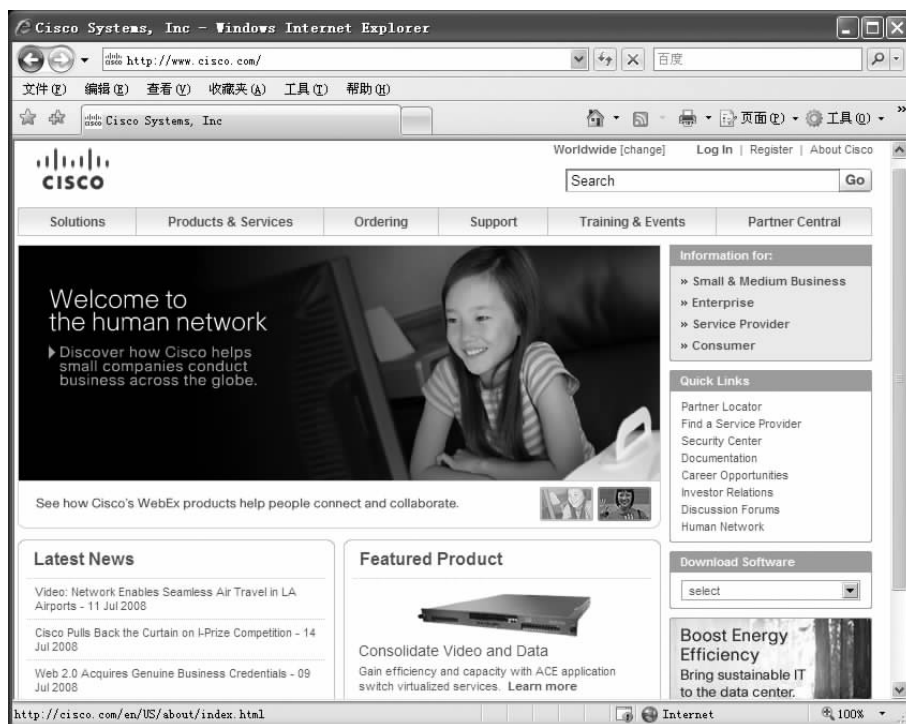 Cisco Systems, Inc - Windows Internet Explorer
http://www.cisco.com/
百度
文件(F) 编辑(E) 查看(V) 收藏夹(A) 工具(T) 帮助(H)
Cisco Systems, Inc
页面(P) 工具(O)
Worldwide [change] Log In | Register | About Cisco
CISCO
Search Go
Solutions Products & Services Ordering Support Training & Events Partner Central
Welcome to
the human network
Discover how Cisco helps
small companies conduct
business across the globe.
See how Cisco's WebEx products help people connect and collaborate.
Information for:
» Small & Medium Business
» Enterprise
» Service Provider
» Consumer
Quick Links
Partner Locator
Find a Service Provider
Security Center
Documentation
Career Opportunities
Investor Relations
Discussion Forums
Human Network
Latest News
Video: Network Enables Seamless Air Travel in LA
Airports - 11 Jul 2008
Cisco Pulls Back the Curtain on I-Prize Competition - 14
Jul 2008
Web 2.0 Acquires Genuine Business Credentials - 09
Jul 2008
Featured Product
Consolidate Video and Data
Gain efficiency and capacity with ACE application
switch virtualized services. Learn more
Download Software
select
Boost Energy
Efficiency
Bring sustainable IT
to the data center.
http://cisco.com/en/US/about/index.html Internet 100%